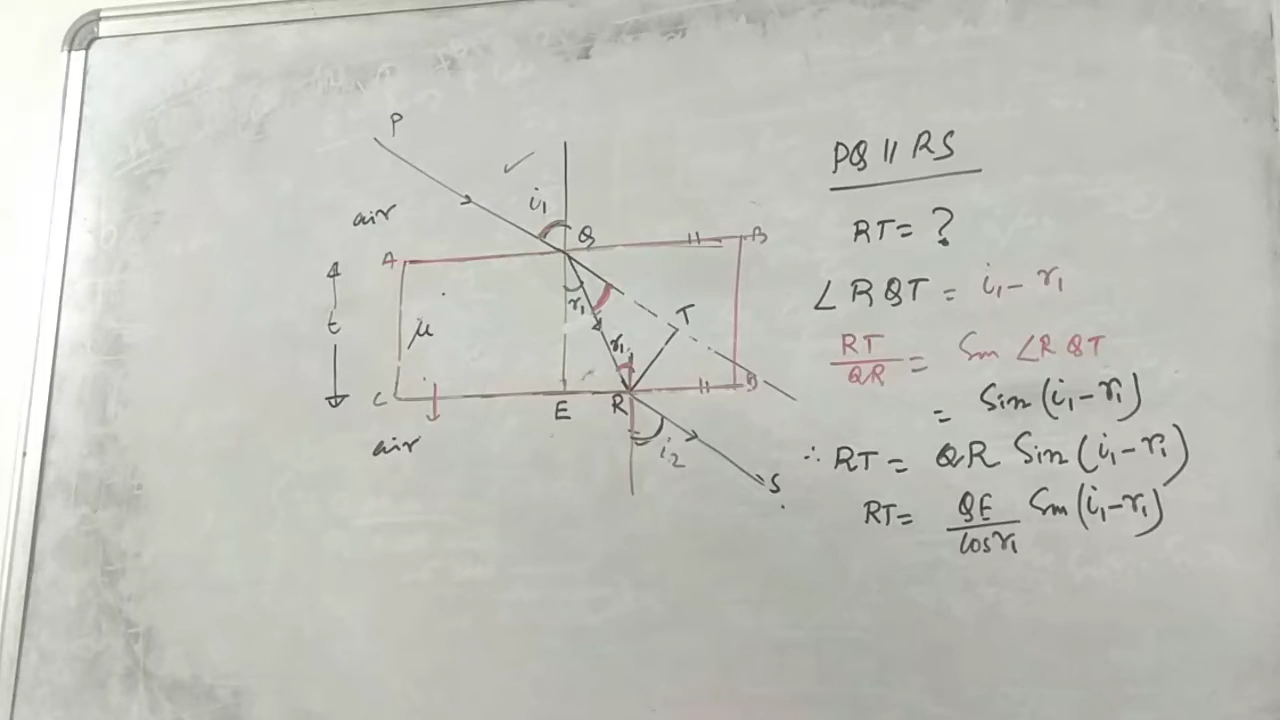 P
air
i₁
Q
A
B
t
μ
r₁
T
r₁
C
E
R
D
air
i₂
S
PQ || RS
RT = ?
∠RQT = i₁ - r₁
RT/QR = Sin ∠RQT
= Sin (i₁ - r₁)
∴ RT = QR Sin (i₁ - r₁)
RT = QE/cos r₁ Sin (i₁ - r₁)